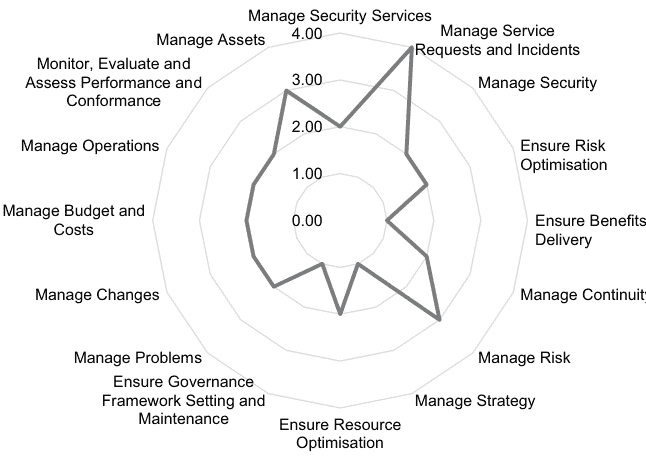 Manage Security Services
4.00
Manage Service
Requests and Incidents
Manage Assets
Monitor, Evaluate and
Assess Performance and
Conformance
3.00
Manage Security
2.00
Manage Operations
Ensure Risk
Optimisation
1.00
Manage Budget and
Costs
0.00
Ensure Benefits
Delivery
Manage Changes
Manage Continuity
Manage Problems
Manage Risk
Ensure Governance
Framework Setting and
Maintenance
Manage Strategy
Ensure Resource
Optimisation